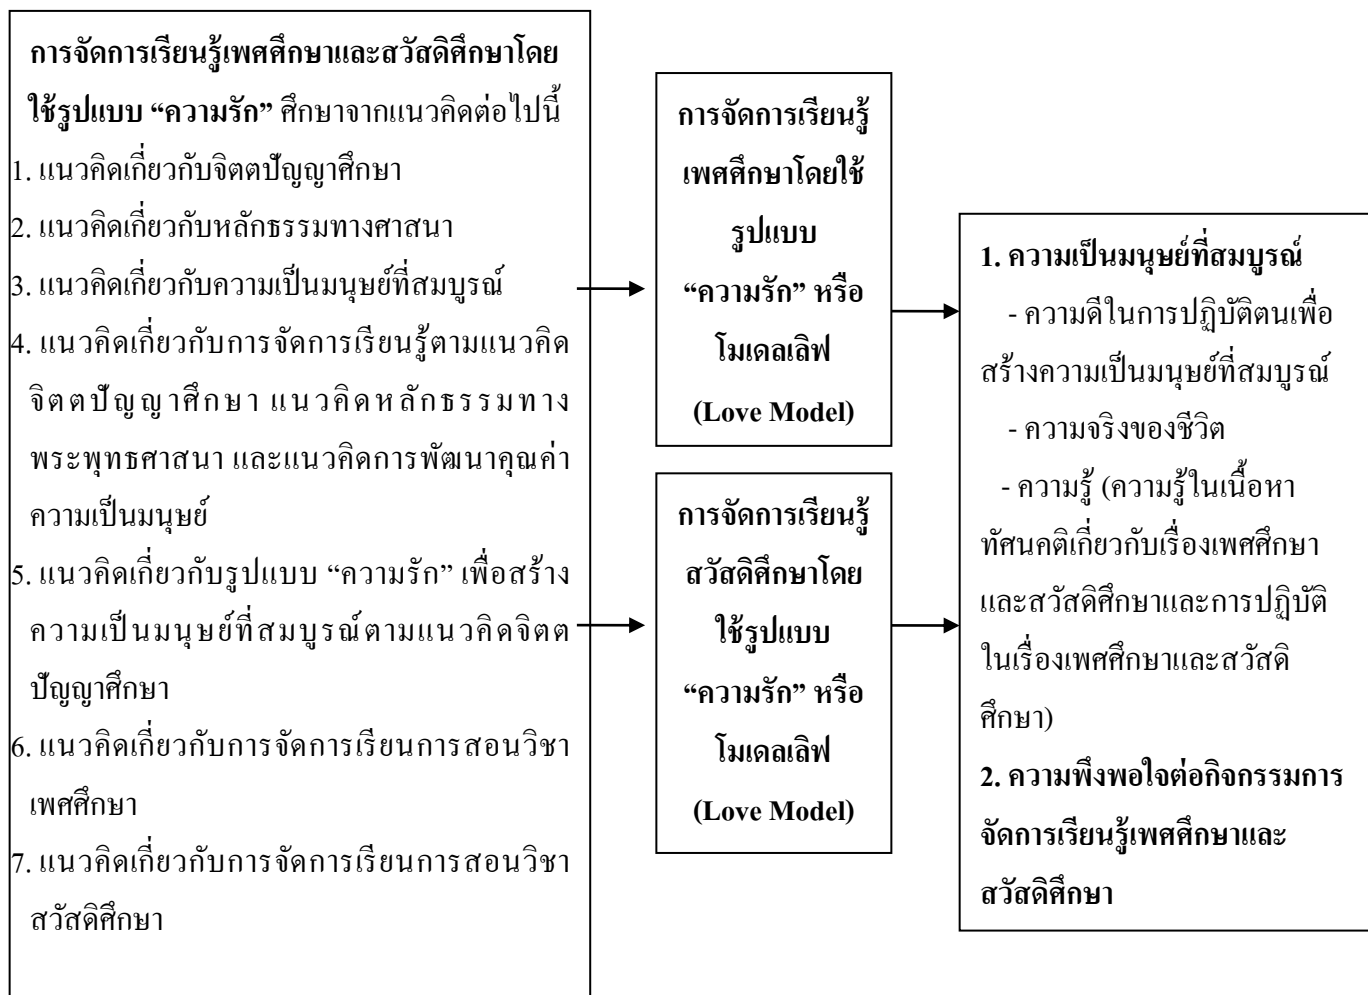 การจัดการเรียนรู้เพศศึกษาและสวัสดิศึกษาโดย
ใช้รูปแบบ “ความรัก” ศึกษาจากแนวคิดต่อไปนี้
1. แนวคิดเกี่ยวกับจิตตปัญญาศึกษา
2. แนวคิดเกี่ยวกับหลักธรรมทางศาสนา
3. แนวคิดเกี่ยวกับความเป็นมนุษย์ที่สมบูรณ์
4. แนวคิดเกี่ยวกับการจัดการเรียนรู้ตามแนวคิด
จิตตปัญญาศึกษา แนวคิดหลักธรรมทาง
พระพุทธศาสนา และแนวคิดการพัฒนาคุณค่า
ความเป็นมนุษย์
5. แนวคิดเกี่ยวกับรูปแบบ “ความรัก” เพื่อสร้าง
ความเป็นมนุษย์ที่สมบูรณ์ตามแนวคิดจิตต
ปัญญาศึกษา
6. แนวคิดเกี่ยวกับการจัดการเรียนการสอนวิชา
เพศศึกษา
7. แนวคิดเกี่ยวกับการจัดการเรียนการสอนวิชา
สวัสดิศึกษา
การจัดการเรียนรู้
เพศศึกษาโดยใช้
รูปแบบ
“ความรัก” หรือ
โมเดลเลิฟ
(Love Model)
การจัดการเรียนรู้
สวัสดิศึกษาโดย
ใช้รูปแบบ
“ความรัก” หรือ
โมเดลเลิฟ
(Love Model)
1. ความเป็นมนุษย์ที่สมบูรณ์
- ความดีในการปฏิบัติตนเพื่อ
สร้างความเป็นมนุษย์ที่สมบูรณ์
- ความจริงของชีวิต
- ความรู้ (ความรู้ในเนื้อหา
ทัศนคติเกี่ยวกับเรื่องเพศศึกษา
และสวัสดิศึกษาและการปฏิบัติ
ในเรื่องเพศศึกษาและสวัสดิ
ศึกษา)
2. ความพึงพอใจต่อกิจกรรมการ
จัดการเรียนรู้เพศศึกษาและ
สวัสดิศึกษา